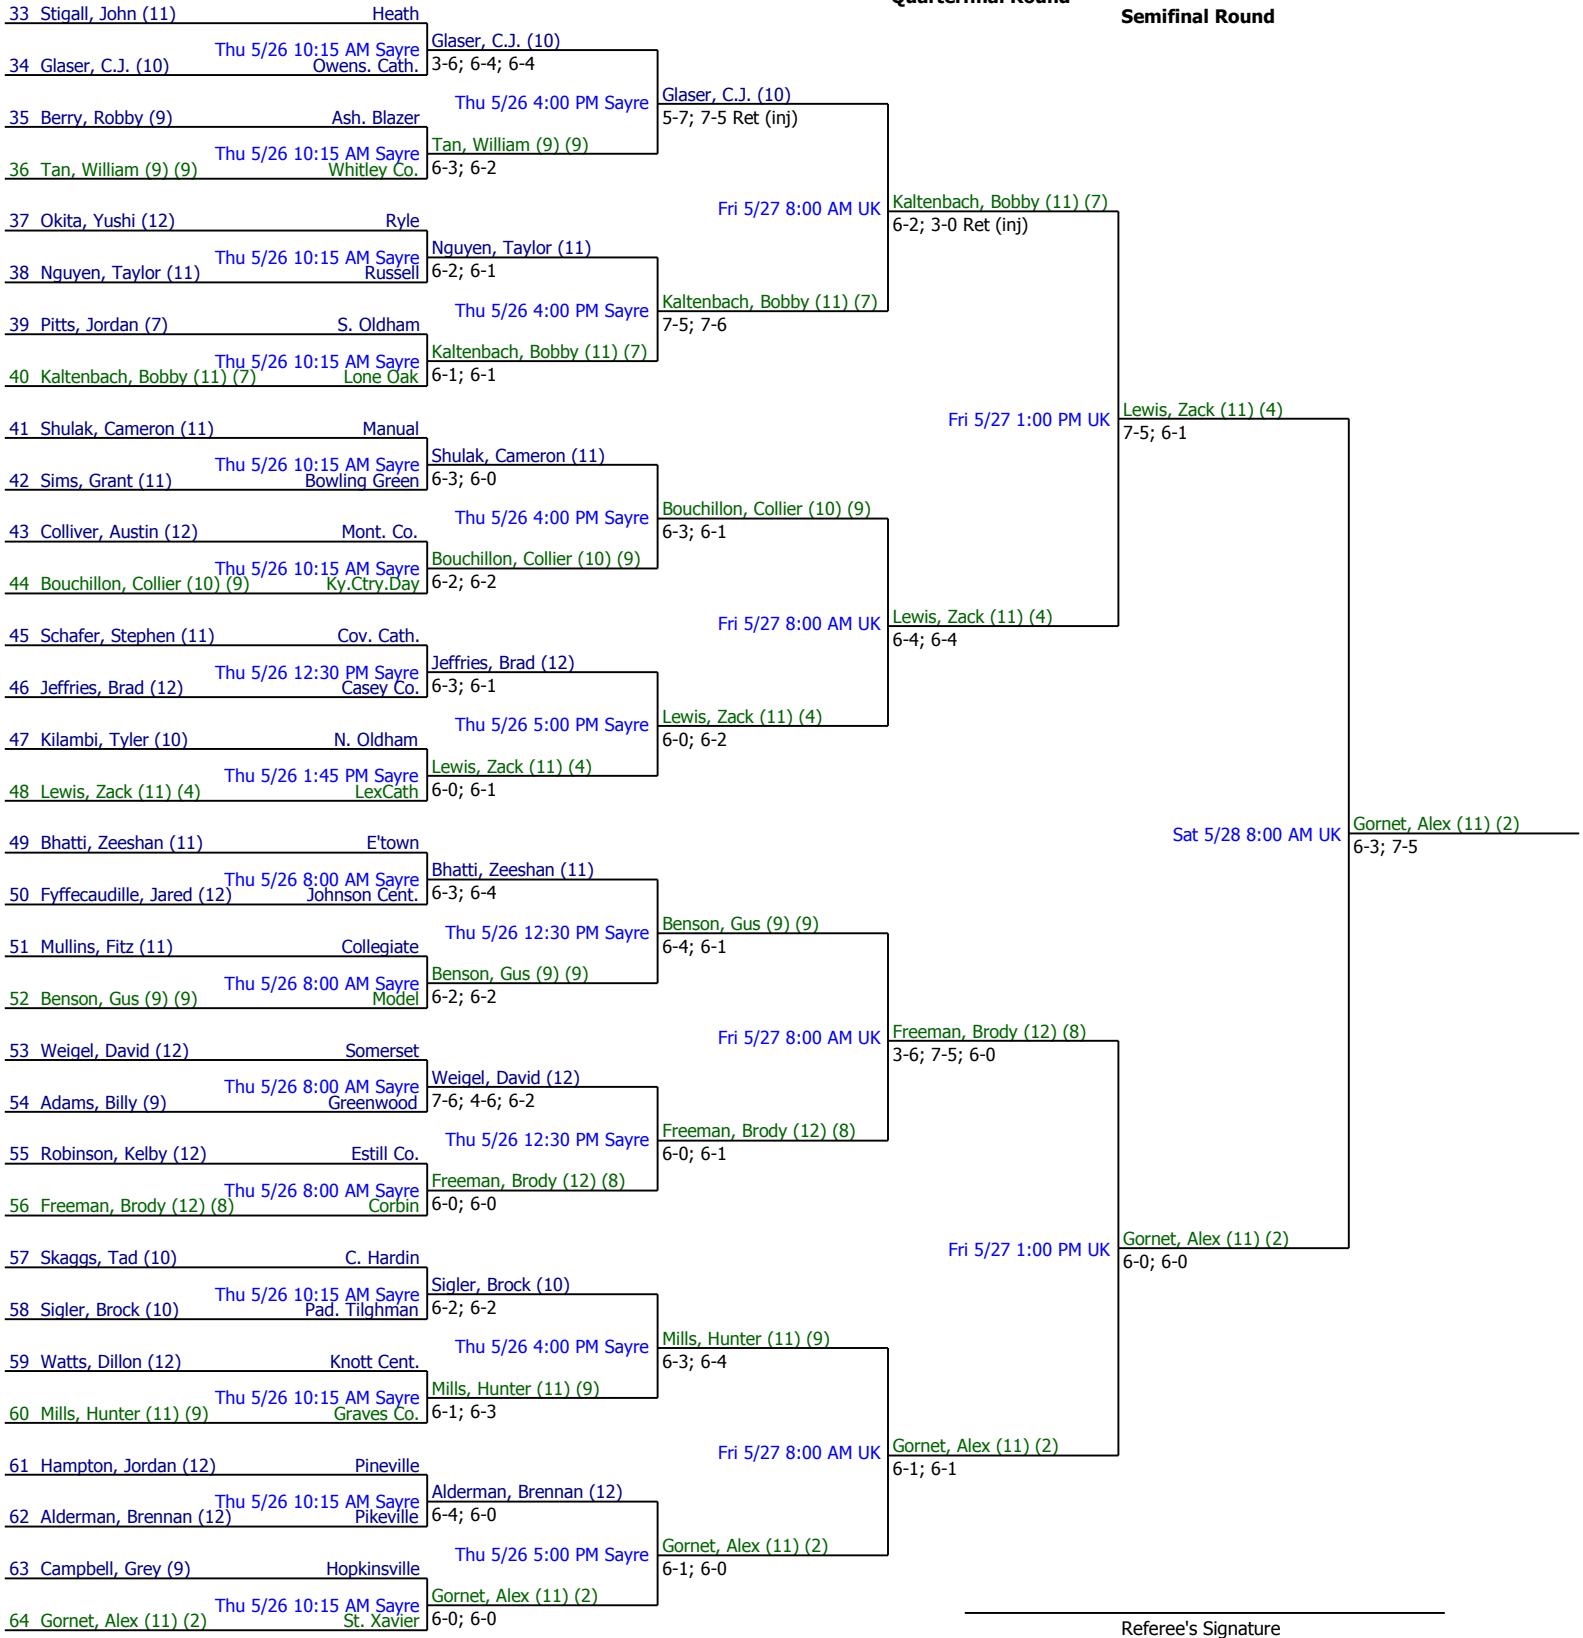 Quarterfinal Round
Semifinal Round
33 Stigall, John (11) Heath
Thu 5/26 10:15 AM Sayre
34 Glaser, C.J. (10) Owens. Cath.
Glaser, C.J. (10)
3-6; 6-4; 6-4
Thu 5/26 4:00 PM Sayre
Glaser, C.J. (10)
5-7; 7-5 Ret (inj)
35 Berry, Robby (9) Ash. Blazer
Thu 5/26 10:15 AM Sayre
36 Tan, William (9) (9) Whitley Co.
Tan, William (9) (9)
6-3; 6-2
Fri 5/27 8:00 AM UK
Kaltenbach, Bobby (11) (7)
6-2; 3-0 Ret (inj)
37 Okita, Yushi (12) Ryle
Thu 5/26 10:15 AM Sayre
38 Nguyen, Taylor (11) Russell
Nguyen, Taylor (11)
6-2; 6-1
Thu 5/26 4:00 PM Sayre
Kaltenbach, Bobby (11) (7)
7-5; 7-6
39 Pitts, Jordan (7) S. Oldham
Thu 5/26 10:15 AM Sayre
40 Kaltenbach, Bobby (11) (7) Lone Oak
Kaltenbach, Bobby (11) (7)
6-1; 6-1
Fri 5/27 1:00 PM UK
Lewis, Zack (11) (4)
7-5; 6-1
41 Shulak, Cameron (11) Manual
Thu 5/26 10:15 AM Sayre
42 Sims, Grant (11) Bowling Green
Shulak, Cameron (11)
6-3; 6-0
Thu 5/26 4:00 PM Sayre
Bouchillon, Collier (10) (9)
6-3; 6-1
43 Colliver, Austin (12) Mont. Co.
Thu 5/26 10:15 AM Sayre
44 Bouchillon, Collier (10) (9) Ky.Ctry.Day
Bouchillon, Collier (10) (9)
6-2; 6-2
Fri 5/27 8:00 AM UK
Lewis, Zack (11) (4)
6-4; 6-4
45 Schafer, Stephen (11) Cov. Cath.
Thu 5/26 12:30 PM Sayre
46 Jeffries, Brad (12) Casey Co.
Jeffries, Brad (12)
6-3; 6-1
Thu 5/26 5:00 PM Sayre
Lewis, Zack (11) (4)
6-0; 6-2
47 Kilambi, Tyler (10) N. Oldham
Thu 5/26 1:45 PM Sayre
48 Lewis, Zack (11) (4) LexCath
Lewis, Zack (11) (4)
6-0; 6-1
Sat 5/28 8:00 AM UK
Gornet, Alex (11) (2)
6-3; 7-5
49 Bhatti, Zeeshan (11) E'town
Thu 5/26 8:00 AM Sayre
50 Fyffecaudille, Jared (12) Johnson Cent.
Bhatti, Zeeshan (11)
6-3; 6-4
Thu 5/26 12:30 PM Sayre
Benson, Gus (9) (9)
6-4; 6-1
51 Mullins, Fitz (11) Collegiate
Thu 5/26 8:00 AM Sayre
52 Benson, Gus (9) (9) Model
Benson, Gus (9) (9)
6-2; 6-2
Fri 5/27 8:00 AM UK
Freeman, Brody (12) (8)
3-6; 7-5; 6-0
53 Weigel, David (12) Somerset
Thu 5/26 8:00 AM Sayre
54 Adams, Billy (9) Greenwood
Weigel, David (12)
7-6; 4-6; 6-2
Thu 5/26 12:30 PM Sayre
Freeman, Brody (12) (8)
6-0; 6-1
55 Robinson, Kelby (12) Estill Co.
Thu 5/26 8:00 AM Sayre
56 Freeman, Brody (12) (8) Corbin
Freeman, Brody (12) (8)
6-0; 6-0
Fri 5/27 1:00 PM UK
Gornet, Alex (11) (2)
6-0; 6-0
57 Skaggs, Tad (10) C. Hardin
Thu 5/26 10:15 AM Sayre
58 Sigler, Brock (10) Pad. Tilghman
Sigler, Brock (10)
6-2; 6-2
Thu 5/26 4:00 PM Sayre
Mills, Hunter (11) (9)
6-3; 6-4
59 Watts, Dillon (12) Knott Cent.
Thu 5/26 10:15 AM Sayre
60 Mills, Hunter (11) (9) Graves Co.
Mills, Hunter (11) (9)
6-1; 6-3
Fri 5/27 8:00 AM UK
Gornet, Alex (11) (2)
6-1; 6-1
61 Hampton, Jordan (12) Pineville
Thu 5/26 10:15 AM Sayre
62 Alderman, Brennan (12) Pikeville
Alderman, Brennan (12)
6-4; 6-0
Thu 5/26 5:00 PM Sayre
Gornet, Alex (11) (2)
6-1; 6-0
63 Campbell, Grey (9) Hopkinsville
Thu 5/26 10:15 AM Sayre
64 Gornet, Alex (11) (2) St. Xavier
Gornet, Alex (11) (2)
6-0; 6-0
Referee's Signature